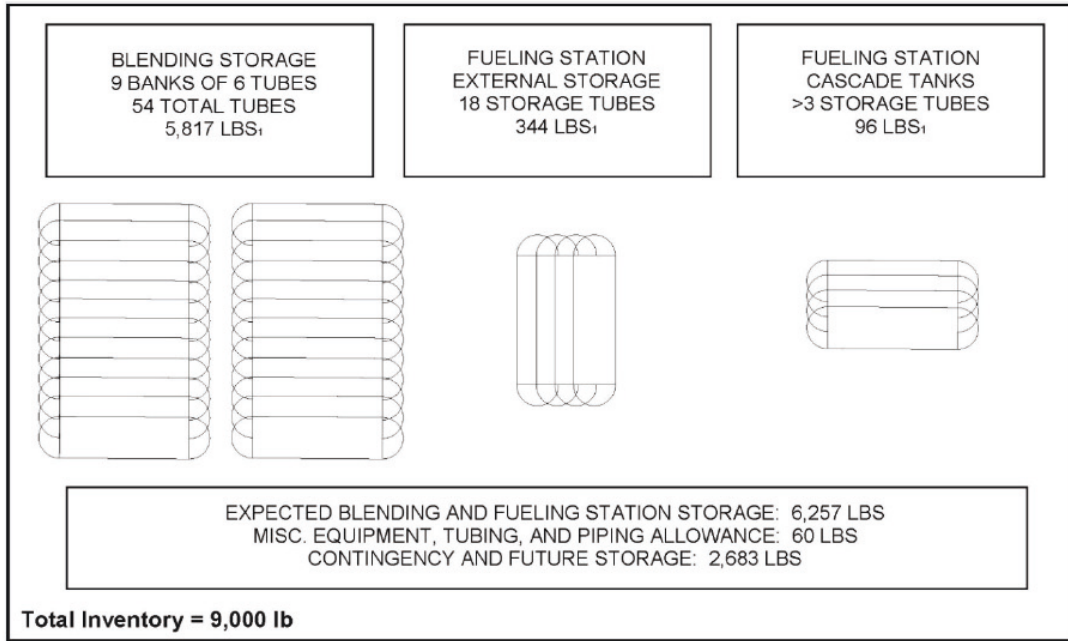 BLENDING STORAGE
9 BANKS OF 6 TUBES
54 TOTAL TUBES
5,817 LBS₁
FUELING STATION
EXTERNAL STORAGE
18 STORAGE TUBES
344 LBS₁
FUELING STATION
CASCADE TANKS
>3 STORAGE TUBES
96 LBS₁
EXPECTED BLENDING AND FUELING STATION STORAGE: 6,257 LBS
MISC. EQUIPMENT, TUBING, AND PIPING ALLOWANCE: 60 LBS
CONTINGENCY AND FUTURE STORAGE: 2,683 LBS
Total Inventory = 9,000 lb